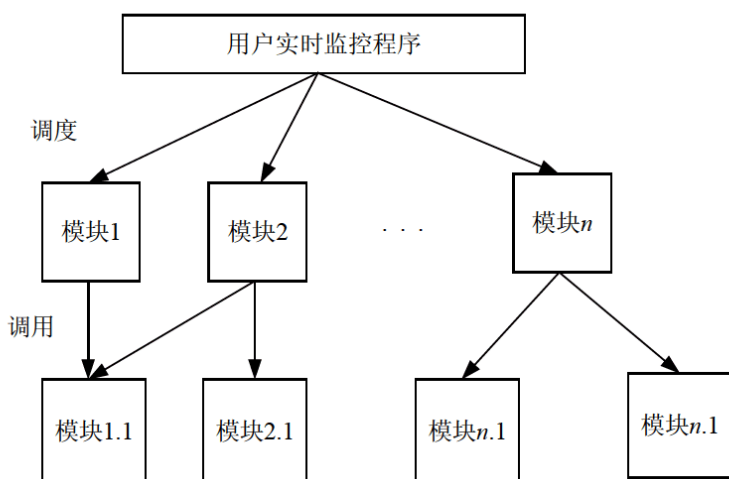 用户实时监控程序
调度
模块1
模块2
· · ·
模块n
调用
模块1.1
模块2.1
模块n.1
模块n.1